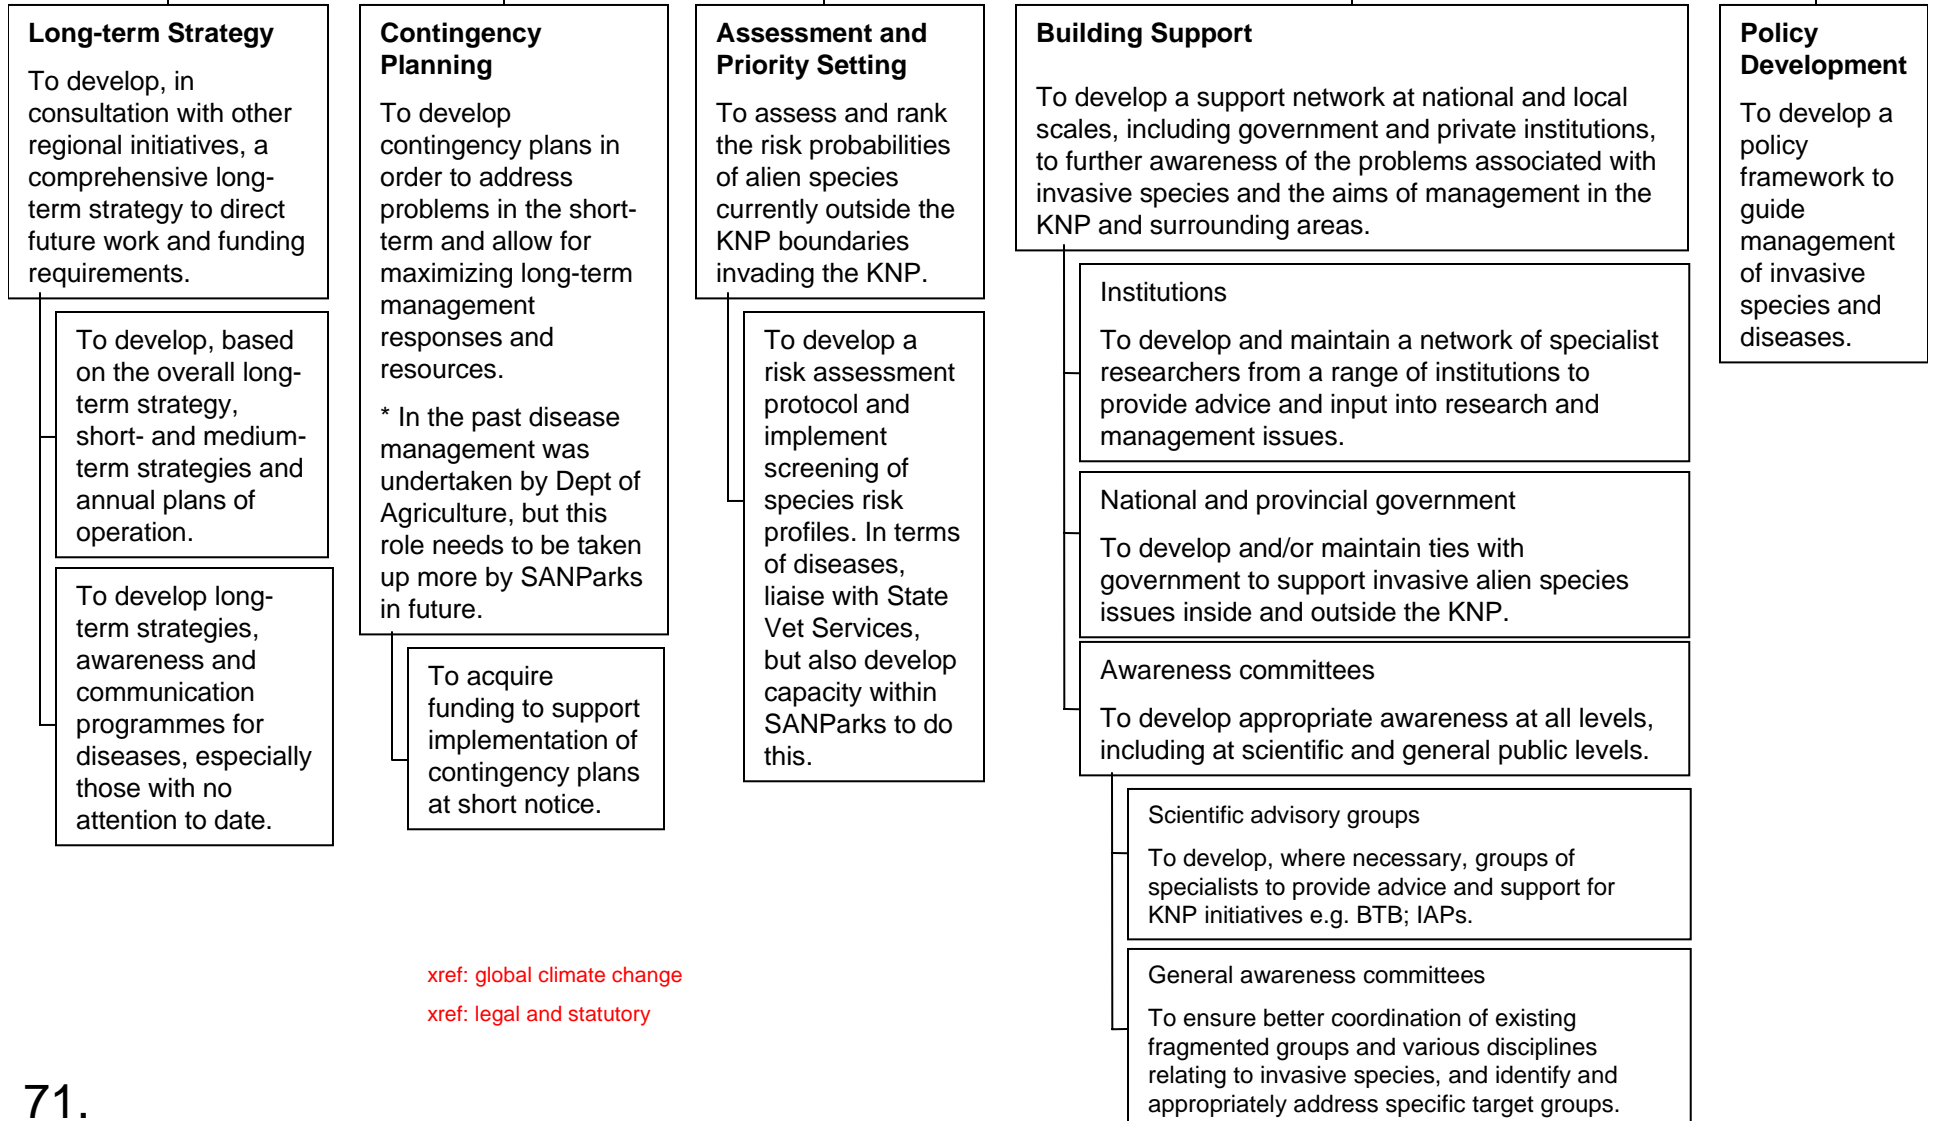 Long-term Strategy
To develop, in
consultation with other
regional initiatives, a
comprehensive long-
term strategy to direct
future work and funding
requirements.
To develop, based
on the overall long-
term strategy,
short- and medium-
term strategies and
annual plans of
operation.
To develop long-
term strategies,
awareness and
communication
programmes for
diseases, especially
those with no
attention to date.
Contingency
Planning
To develop
contingency plans in
order to address
problems in the short-
term and allow for
maximizing long-term
management
responses and
resources.
* In the past disease
management was
undertaken by Dept of
Agriculture, but this
role needs to be taken
up more by SANParks
in future.
To acquire
funding to support
implementation of
contingency plans
at short notice.
Assessment and
Priority Setting
To assess and rank
the risk probabilities
of alien species
currently outside the
KNP boundaries
invading the KNP.
To develop a
risk assessment
protocol and
implement
screening of
species risk
profiles. In terms
of diseases,
liaise with State
Vet Services,
but also develop
capacity within
SANParks to do
this.
Building Support
To develop a support network at national and local
scales, including government and private institutions,
to further awareness of the problems associated with
invasive species and the aims of management in the
KNP and surrounding areas.
Institutions
To develop and maintain a network of specialist
researchers from a range of institutions to
provide advice and input into research and
management issues.
National and provincial government
To develop and/or maintain ties with
government to support invasive alien species
issues inside and outside the KNP.
Awareness committees
To develop appropriate awareness at all levels,
including at scientific and general public levels.
Scientific advisory groups
To develop, where necessary, groups of
specialists to provide advice and support for
KNP initiatives e.g. BTB; IAPs.
General awareness committees
To ensure better coordination of existing
fragmented groups and various disciplines
relating to invasive species, and identify and
appropriately address specific target groups.
Policy
Development
To develop a
policy
framework to
guide
management
of invasive
species and
diseases.
xref: global climate change
xref: legal and statutory
71.